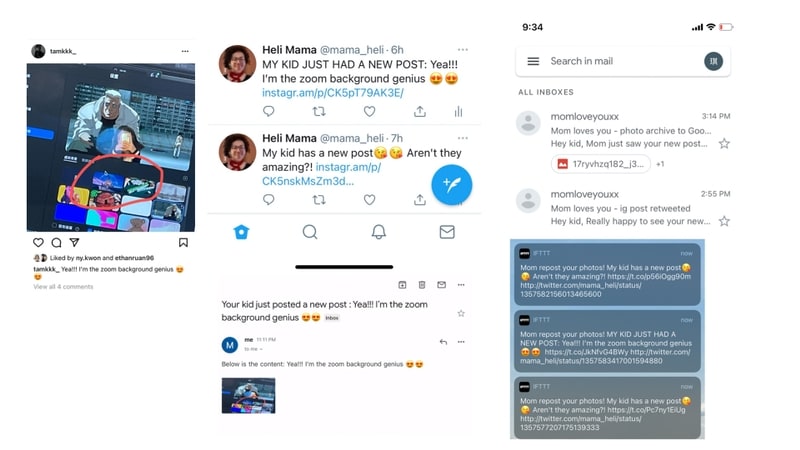 tamkkk_
Liked by ny.kwon and ethanruan96
tamkkk_ Yea!!! I'm the zoom background genius 😍
😍
View all 4 comments
Heli Mama @mama_heli · 6h
MY KID JUST HAD A NEW POST: Yea!!!
I'm the zoom background genius 😍😍
instagr.am/p/CK5pT79AK3E/
Heli Mama @mama_heli · 7h
My kid has a new post😘😘 Aren't they
amazing?! instagr.am/p/
CK5nskMsZm3d...
Your kid just posted a new post : Yea!!! I'm the zoom
background genius 😍😍 Inbox
M
me 11:11 PM
to me
Below is the content: Yea!!! I'm the zoom background genius 😍😍
9:34
Search in mail
琪
ALL INBOXES
momloveyouxx 3:14 PM
Mom loves you - photo archive to Goo...
Hey kid, Mom just saw your new post...
17ryvhzq182_j3... +1
momloveyouxx 2:55 PM
Mom loves you - ig post retweeted
Hey kid, Really happy to see your new...
IFTTT now
Mom repost your photos! My kid has a new post😘
😘 Aren't they amazing?! https://t.co/p56iOgg90m
http://twitter.com/mama_heli/status/
1357582156013465600
IFTTT now
Mom repost your photos! MY KID JUST HAD A
NEW POST: Yea!!! I'm the zoom background genius
😍😍 https://t.co/JkNfvG4BWy http://twitter.com/
mama_heli/status/1357583417001594880
IFTTT now
Mom repost your photos! My kid has a new post😘
😘 Aren't they amazing?! https://t.co/Pc7ny1EiUg
http://twitter.com/mama_heli/status/
1357577207175139333